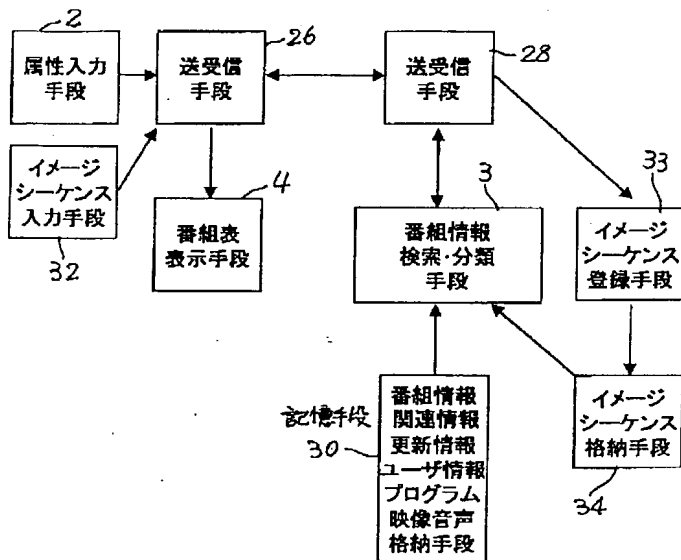 2
属性入力
手段
26
送受信
手段
28
送受信
手段
イメージ
シーケンス
入力手段
32
4
番組表
表示手段
3
番組情報
検索・分類
手段
33
イメージ
シーケンス
登録手段
記憶手段
30
番組情報
関連情報
更新情報
ユーザ情報
プログラム
映像音声
格納手段
イメージ
シーケンス
格納手段
34